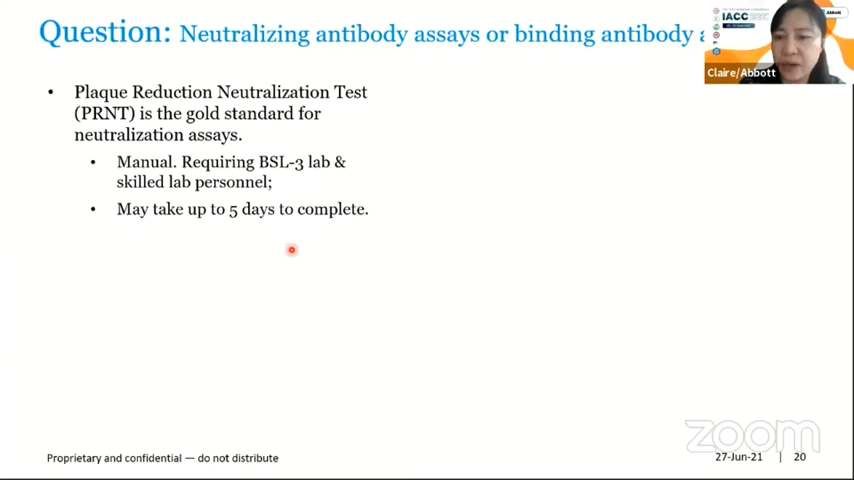 Question: Neutralizing antibody assays or binding antibody
IACC
Abbott
Claire/Abbott
• Plaque Reduction Neutralization Test
(PRNT) is the gold standard for
neutralization assays.
• Manual. Requiring BSL-3 lab &
skilled lab personnel;
• May take up to 5 days to complete.
zoom
Proprietary and confidential — do not distribute
27-Jun-21 | 20